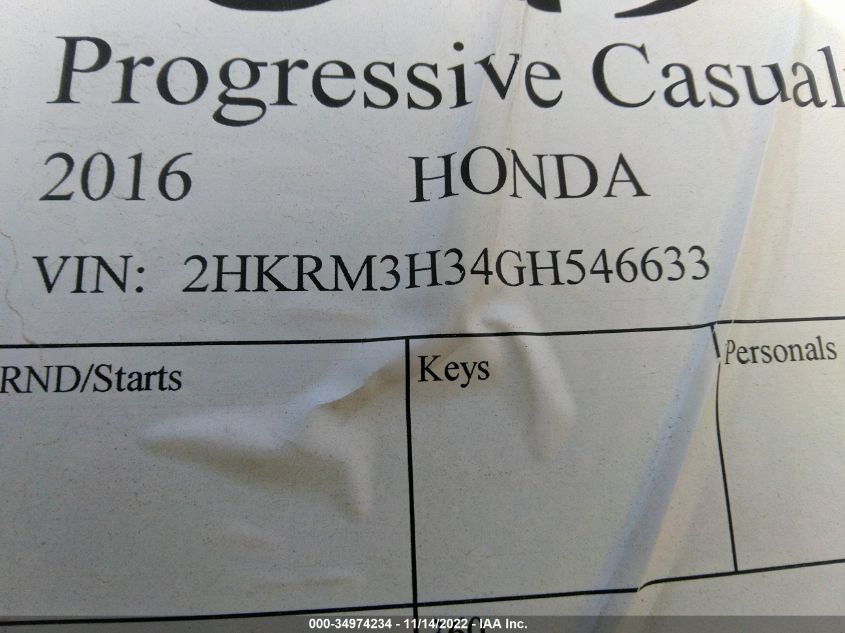 Progressive Casual
2016 HONDA
VIN: 2HKRM3H34GH546633
RND/Starts Keys Personals
000-34974234 - 11/14/2022 - IAA Inc.